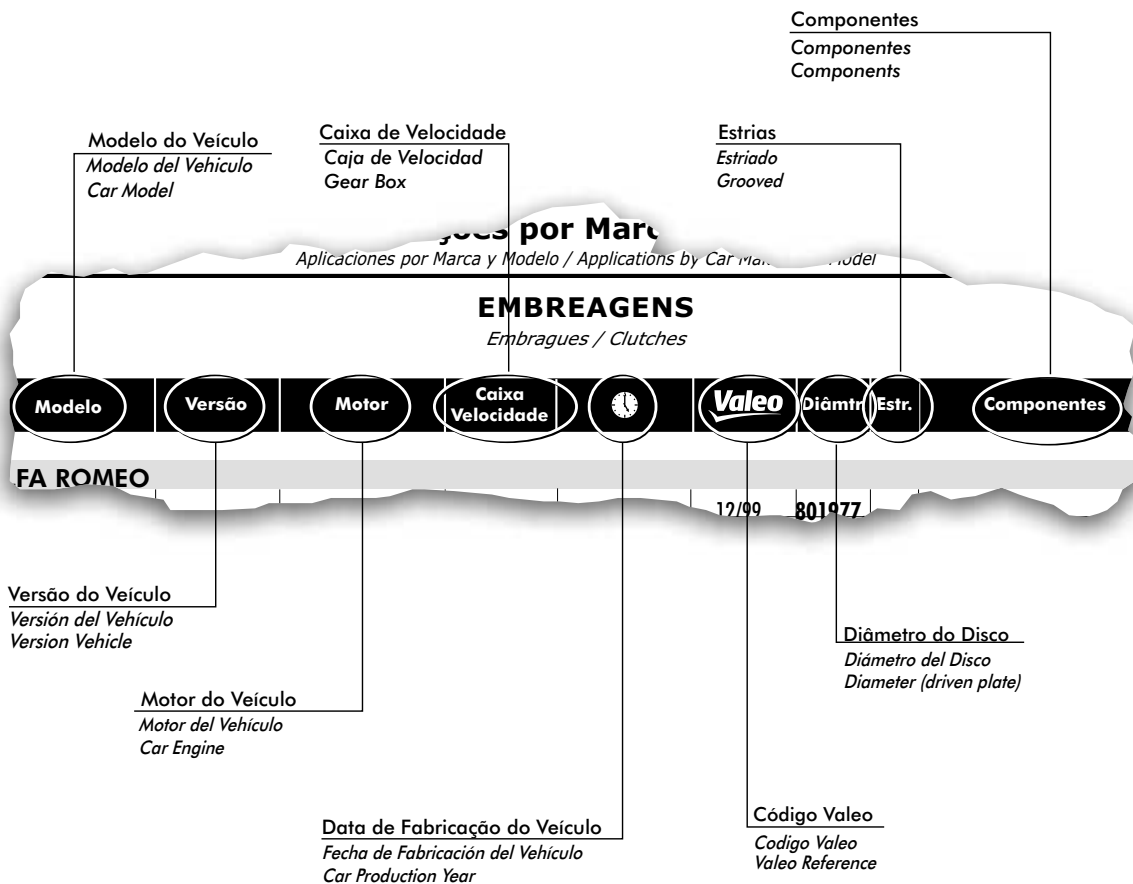 Componentes
Componentes
Components
Modelo do Veículo
Modelo del Vehiculo
Car Model
Caixa de Velocidade
Caja de Velocidad
Gear Box
Estrias
Estriado
Grooved
por Marc
Aplicaciones por Marca y Modelo / Applications by Car
EMBREAGENS
Embragues / Clutches
Modelo
Versão
Motor
Caixa
Velocidade
Valeo
Diâmtr
Estr.
Componentes
FA ROMEO
12/99
801977
Versão do Veículo
Versión del Vehículo
Version Vehicle
Diâmetro do Disco
Diámetro del Disco
Diameter (driven plate)
Motor do Veículo
Motor del Vehículo
Car Engine
Data de Fabricação do Veículo
Fecha de Fabricación del Vehículo
Car Production Year
Código Valeo
Codigo Valeo
Valeo Reference